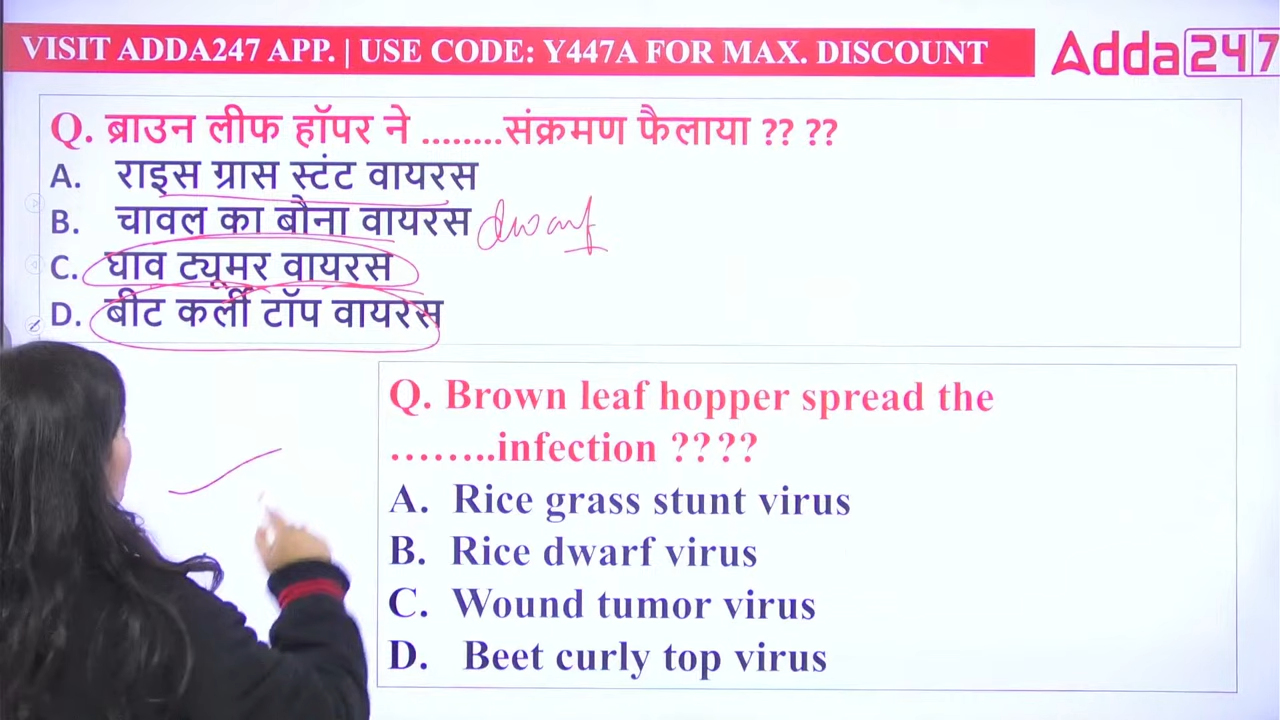 VISIT ADDA247 APP. | USE CODE: Y447A FOR MAX. DISCOUNT
Adda247
Q. ब्राउन लीफ हॉपर ने ........संक्रमण फैलाया ?? ??
A. राइस ग्रास स्टंट वायरस
B. चावल का बौना वायरस dwarf
C. घाव ट्यूमर वायरस
D. बीट कर्ली टॉप वायरस
Q. Brown leaf hopper spread the
……..infection ????
A. Rice grass stunt virus
B. Rice dwarf virus
C. Wound tumor virus
D. Beet curly top virus